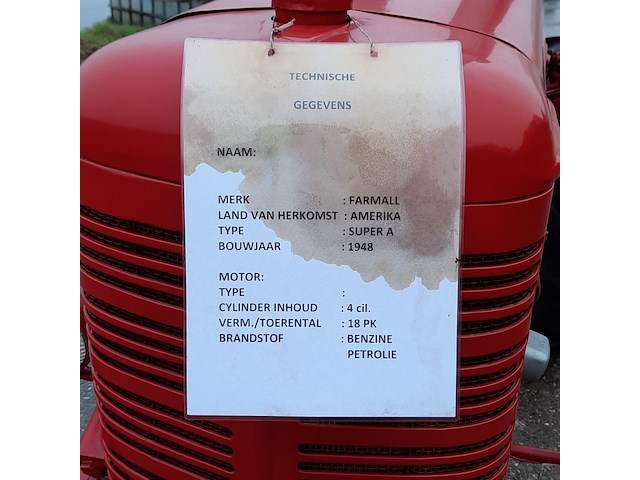 TECHNISCHE
GEGEVENS
NAAM:
MERK : FARMALL
LAND VAN HERKOMST : AMERIKA
TYPE : SUPER A
BOUWJAAR : 1948
MOTOR:
TYPE :
CYLINDER INHOUD : 4 cil.
VERM./TOERENTAL : 18 PK
BRANDSTOF : BENZINE
PETROLIE